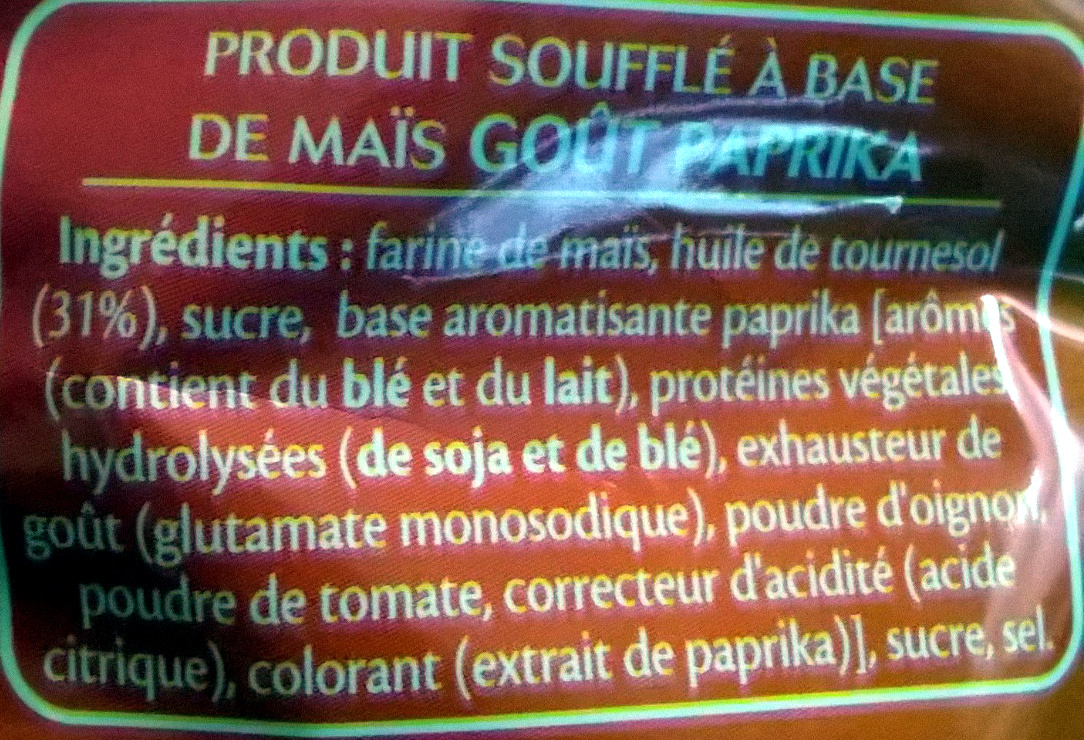 PRODUIT SOUFFLÉ À BASE
DE MAÏS GOÛT PAPRIKA
Ingrédients : farine de maïs, huile de tournesol
(31%), sucre, base aromatisante paprika [arômes
(contient du blé et du lait), protéines végétales
hydrolysées (de soja et de blé), exhausteur de
goût (glutamate monosodique), poudre d'oignon,
poudre de tomate, correcteur d'acidité (acide
citrique), colorant (extrait de paprika)], sucre, sel.